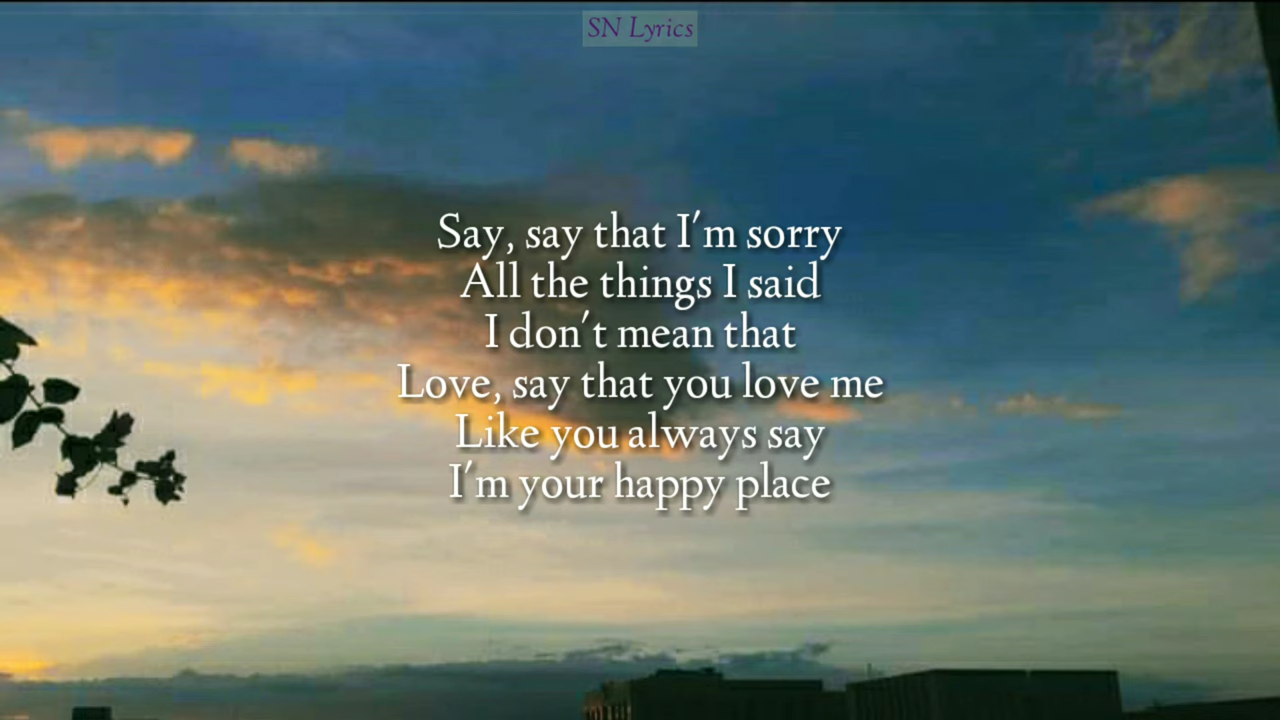 SN Lyrics
Say, say that I'm sorry
All the things I said
I don't mean that
Love, say that you love me
Like you always say
I'm your happy place